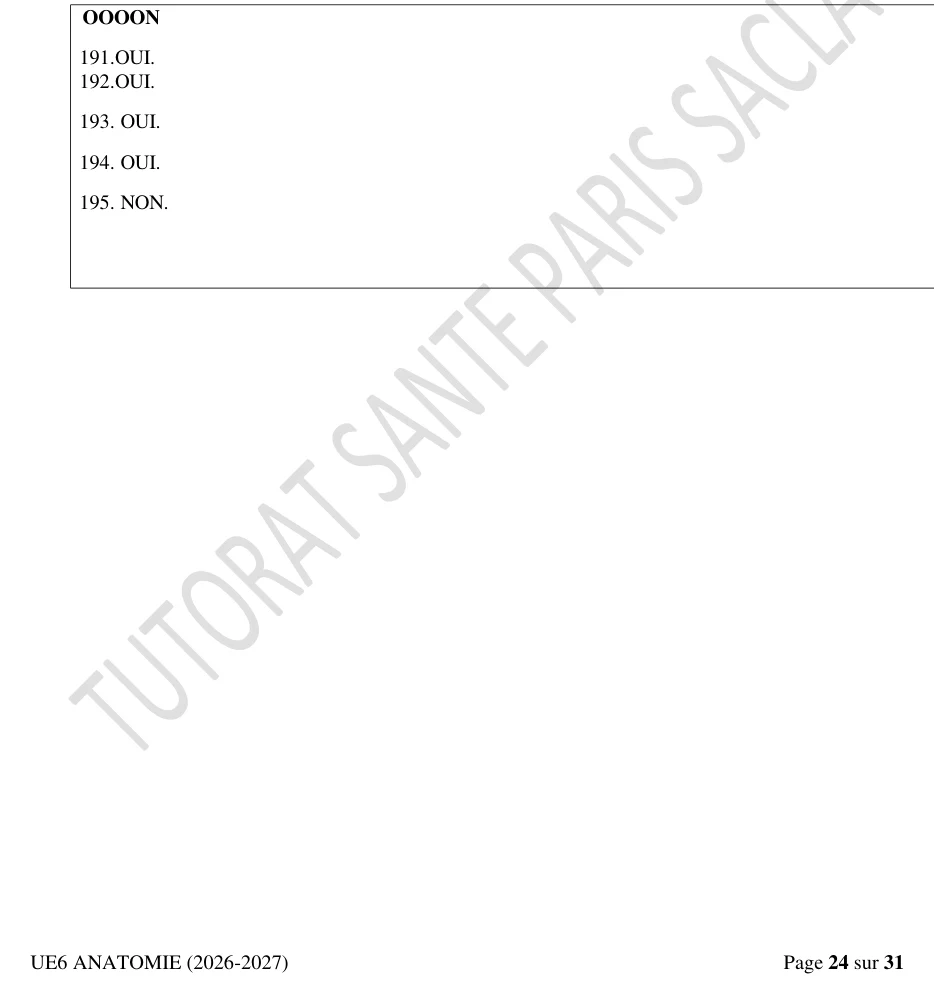 OOOON
191.OUI.
192.OUI.
193. OUI.
194. OUI.
195. NON.
TUTORAT SANTE PARIS SACLA
UE6 ANATOMIE (2026-2027)
Page 24 sur 31